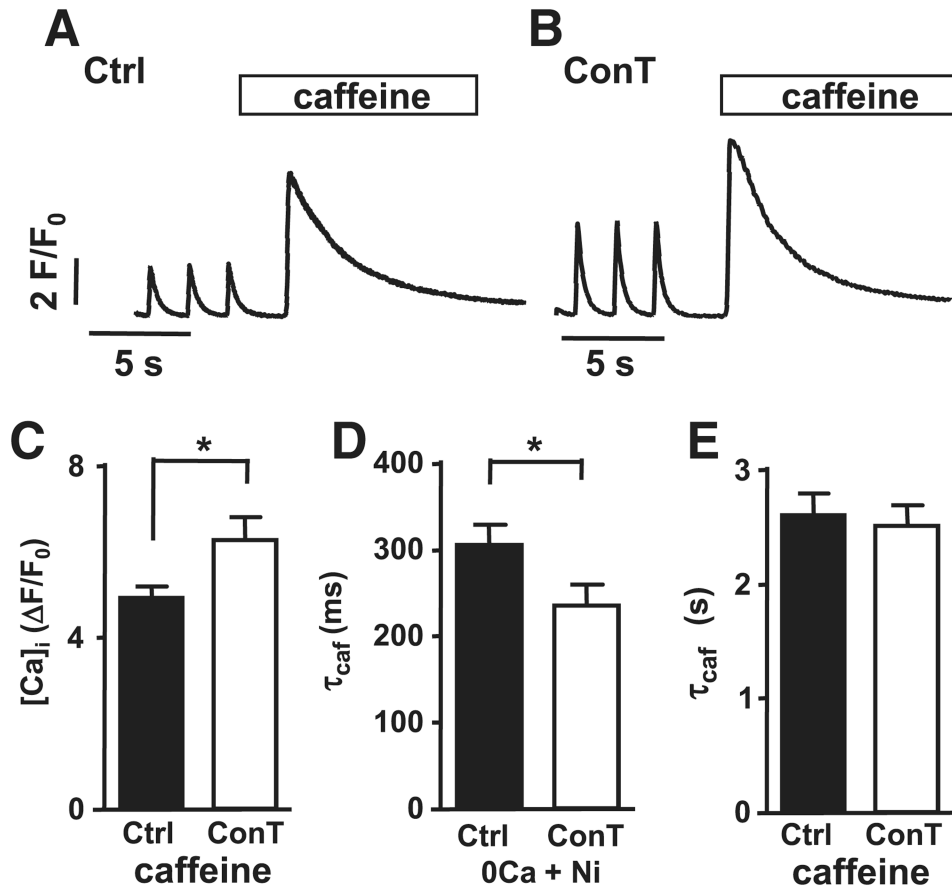 A
Ctrl
caffeine
2 F/F₀
5 s
B
ConT
caffeine
5 s
C
*
8
4
0
[Ca]ᵢ (ΔF/F₀)
Ctrl ConT
caffeine
D
*
400
300
200
100
0
τcaf (ms)
Ctrl ConT
0Ca + Ni
E
3
2
1
0
τcaf (s)
Ctrl ConT
caffeine